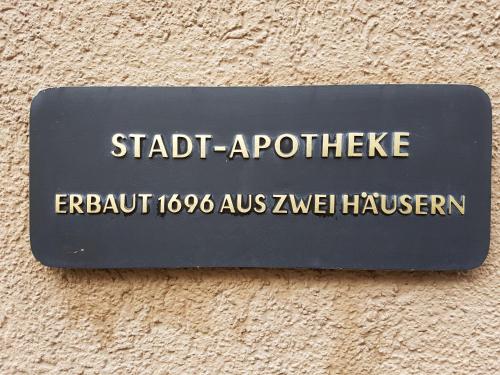 STADT-APOTHEKE
ERBAUT 1696 AUS ZWEI HÄUSERN